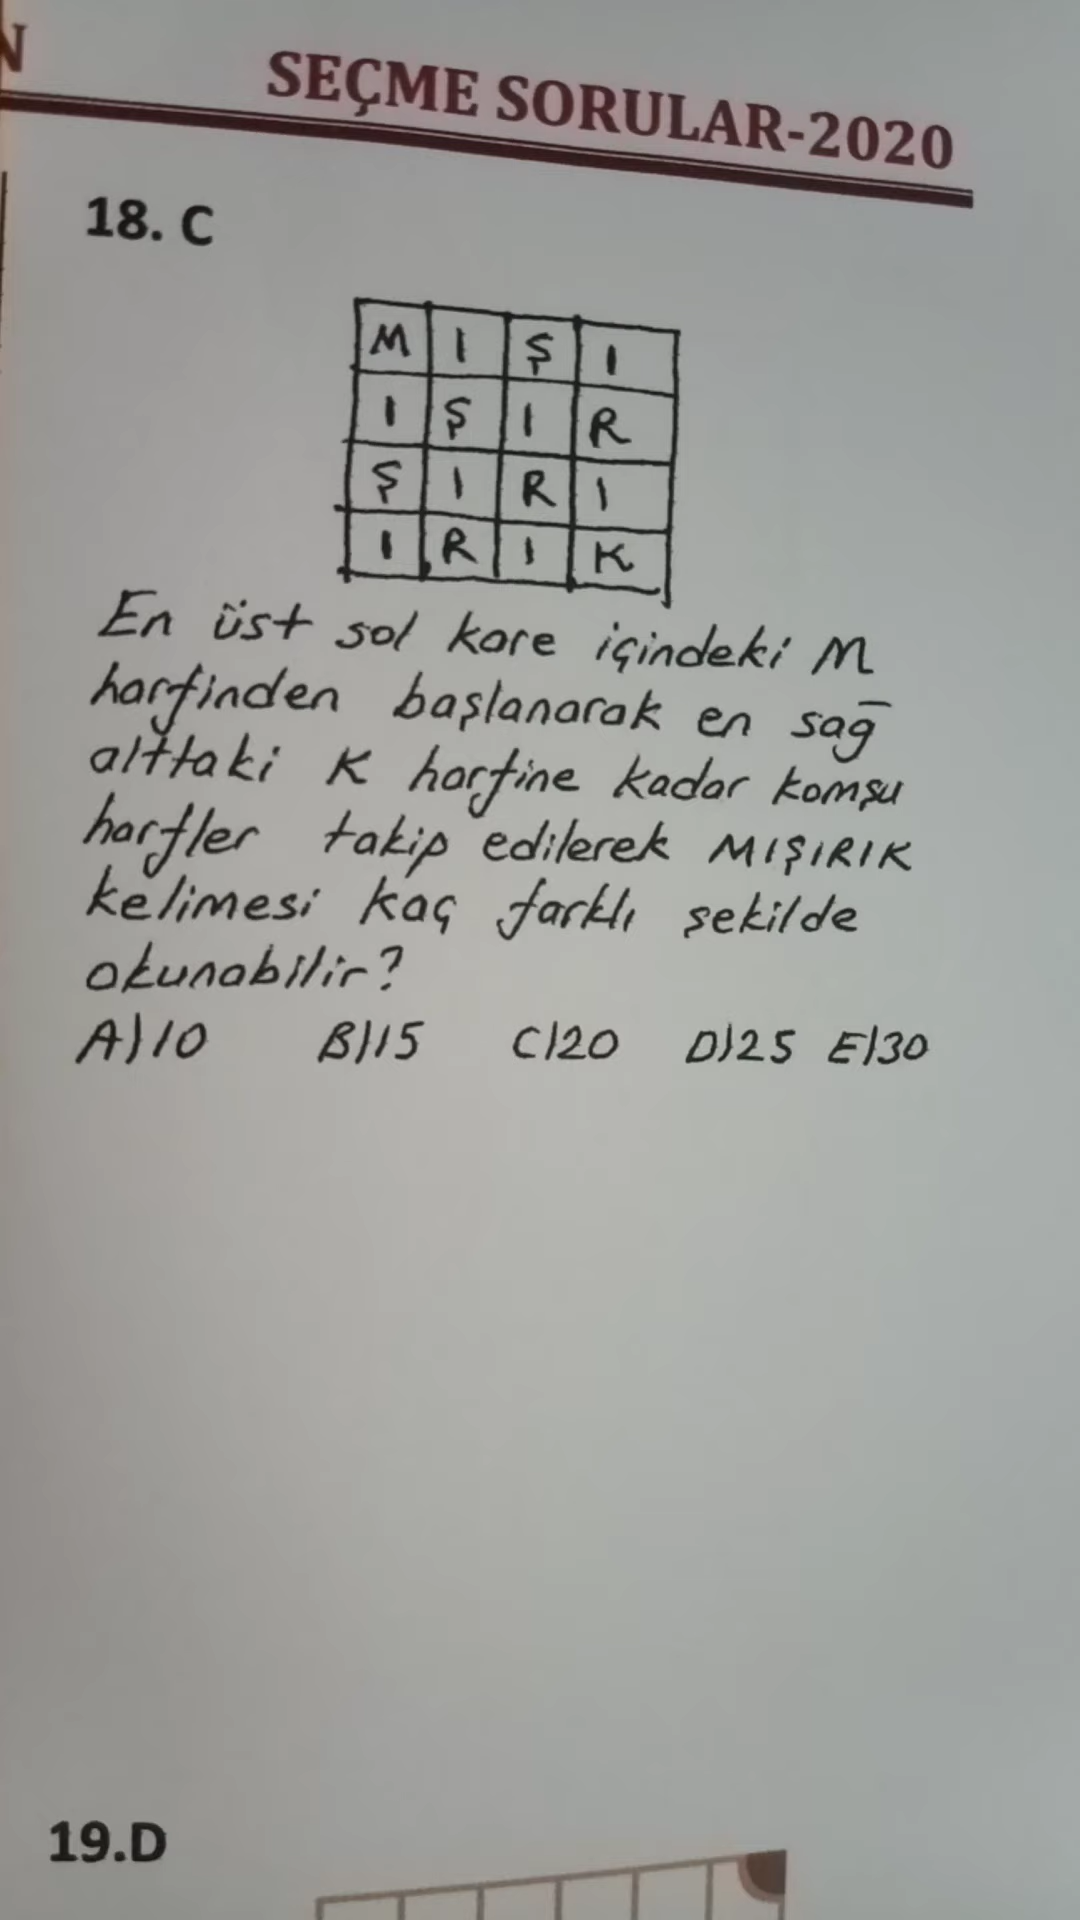 N
SEÇME SORULAR-2020
18. C
M I Ş I
I Ş I R
Ş I R I
I R I K
En üst sol kare içindeki M
harfinden başlanarak en sağ
alttaki K harfine kadar komşu
harfler takip edilerek MIŞIRIK
kelimesi kaç farklı şekilde
okunabilir?
A)10 B)15 C)20 D)25 E)30
19.D